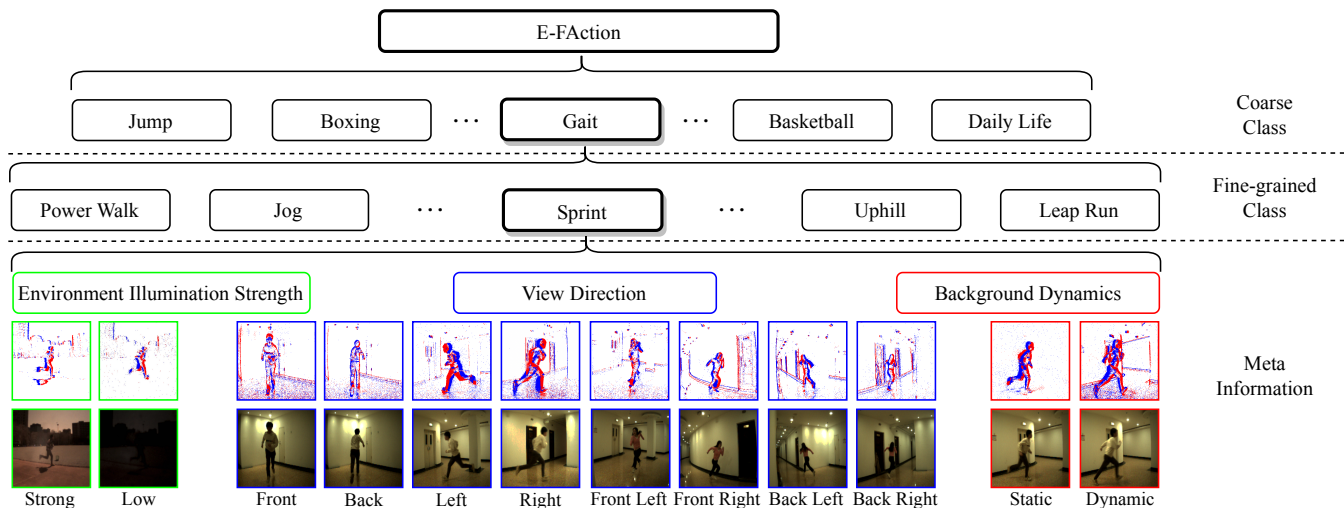 E-FAction
Jump Boxing ··· Gait ··· Basketball Daily Life
Coarse
Class
Power Walk Jog ··· Sprint ··· Uphill Leap Run
Fine-grained
Class
Environment Illumination Strength View Direction Background Dynamics
Meta
Information
Strong Low Front Back Left Right Front Left Front Right Back Left Back Right Static Dynamic